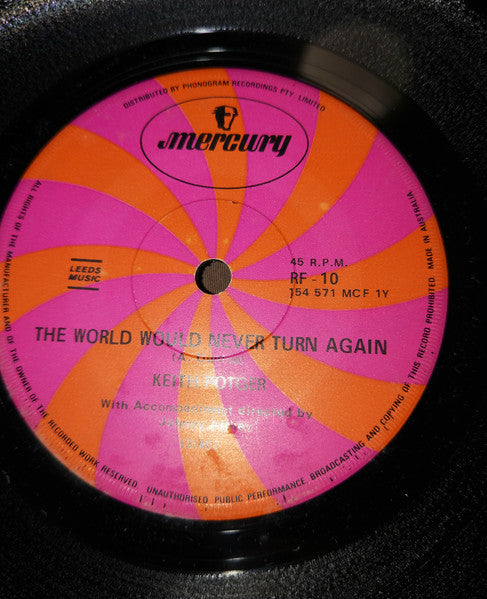 DISTRIBUTED BY PHONOGRAM RECORDINGS PTY. LIMITED
mercury
LEEDS MUSIC
45 R.P.M.
RF - 10
154 571 MCF 1Y
THE WORLD WOULD NEVER TURN AGAIN
KEITH POTGER
With Accompaniment directed by
ALL RIGHTS OF THE MANUFACTURER AND OF THE OWNER OF THE RECORDED WORK RESERVED. UNAUTHORISED PUBLIC PERFORMANCE, BROADCASTING AND COPYING OF THIS RECORD PROHIBITED. MADE IN AUSTRALIA